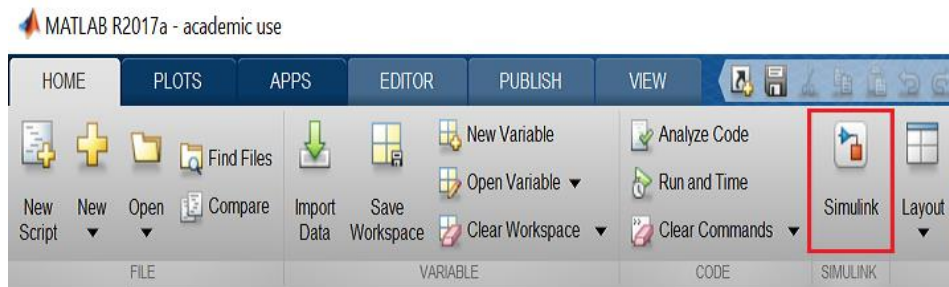 MATLAB R2017a - academic use
HOME PLOTS APPS EDITOR PUBLISH VIEW
New Script
New
Open
Find Files
Compare
Import Data
Save Workspace
New Variable
Open Variable
Clear Workspace
Analyze Code
Run and Time
Clear Commands
Simulink
Layout
FILE VARIABLE CODE SIMULINK